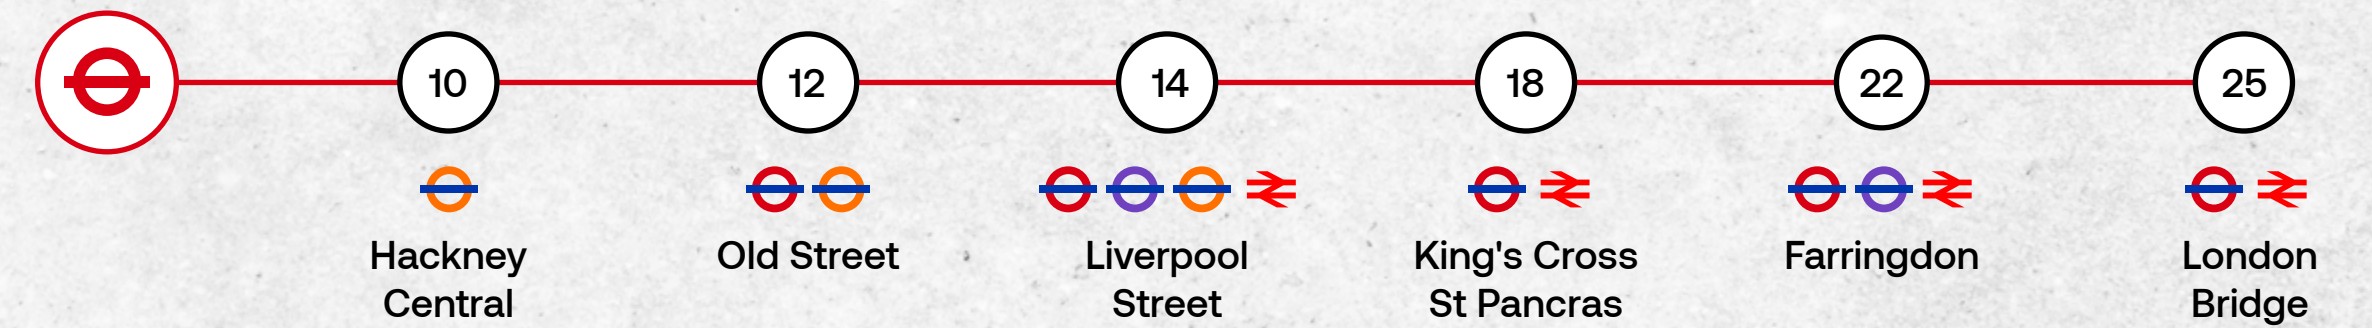 10
12
14
18
22
25
Hackney
Central
Old Street
Liverpool
Street
King's Cross
St Pancras
Farringdon
London
Bridge